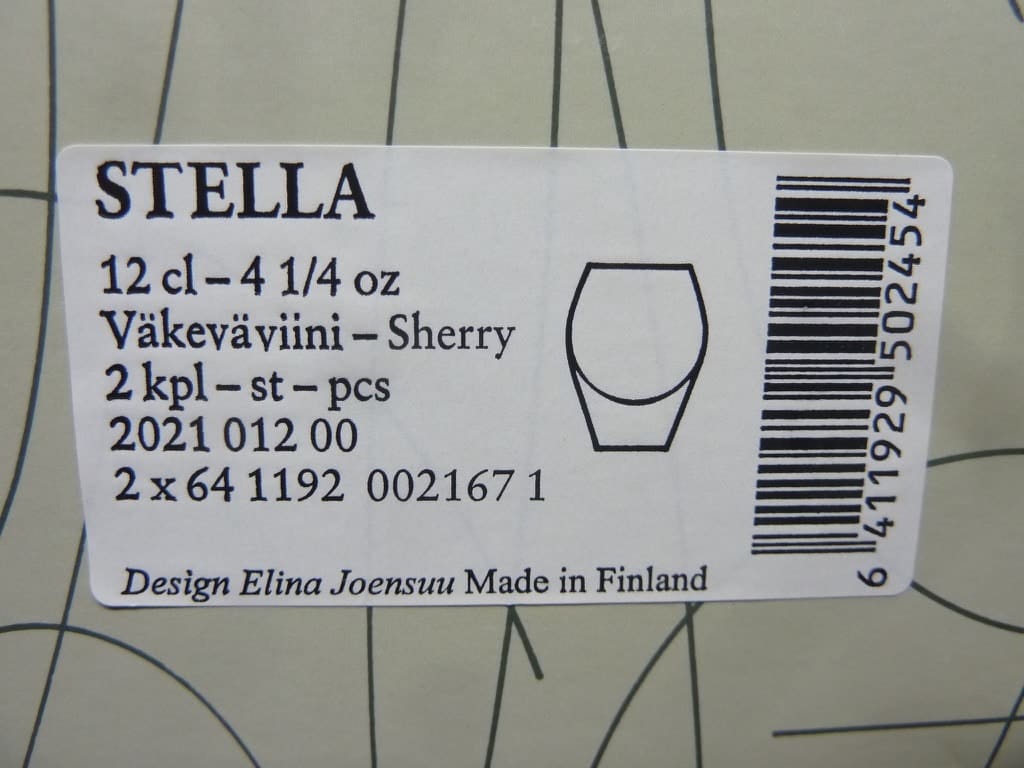 STELLA
12 cl – 4 1/4 oz
Väkeväviini – Sherry
2 kpl – st – pcs
2021 012 00
2 x 64 1192 002167 1
Design Elina Joensuu Made in Finland
6 411929 502454